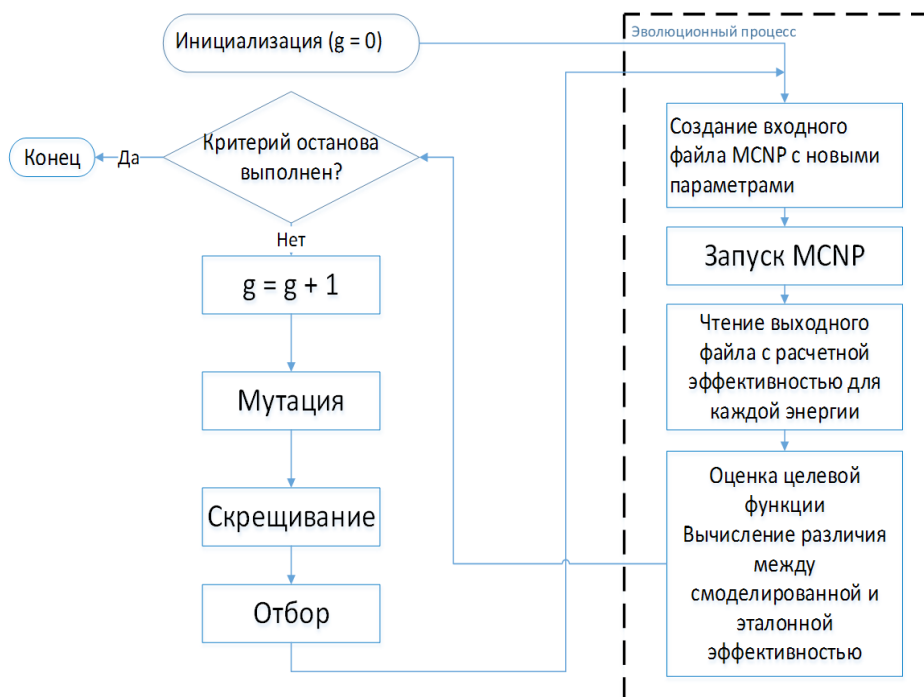 Инициализация (g = 0)
Критерий останова
выполнен?
Да
Конец
Нет
g = g + 1
Мутация
Скрещивание
Отбор
Эволюционный процесс
Создание входного
файла MCNP с новыми
параметрами
Запуск MCNP
Чтение выходного
файла с расчетной
эффективностью для
каждой энергии
Оценка целевой
функции
Вычисление различия
между
смоделированной и
эталонной
эффективностью